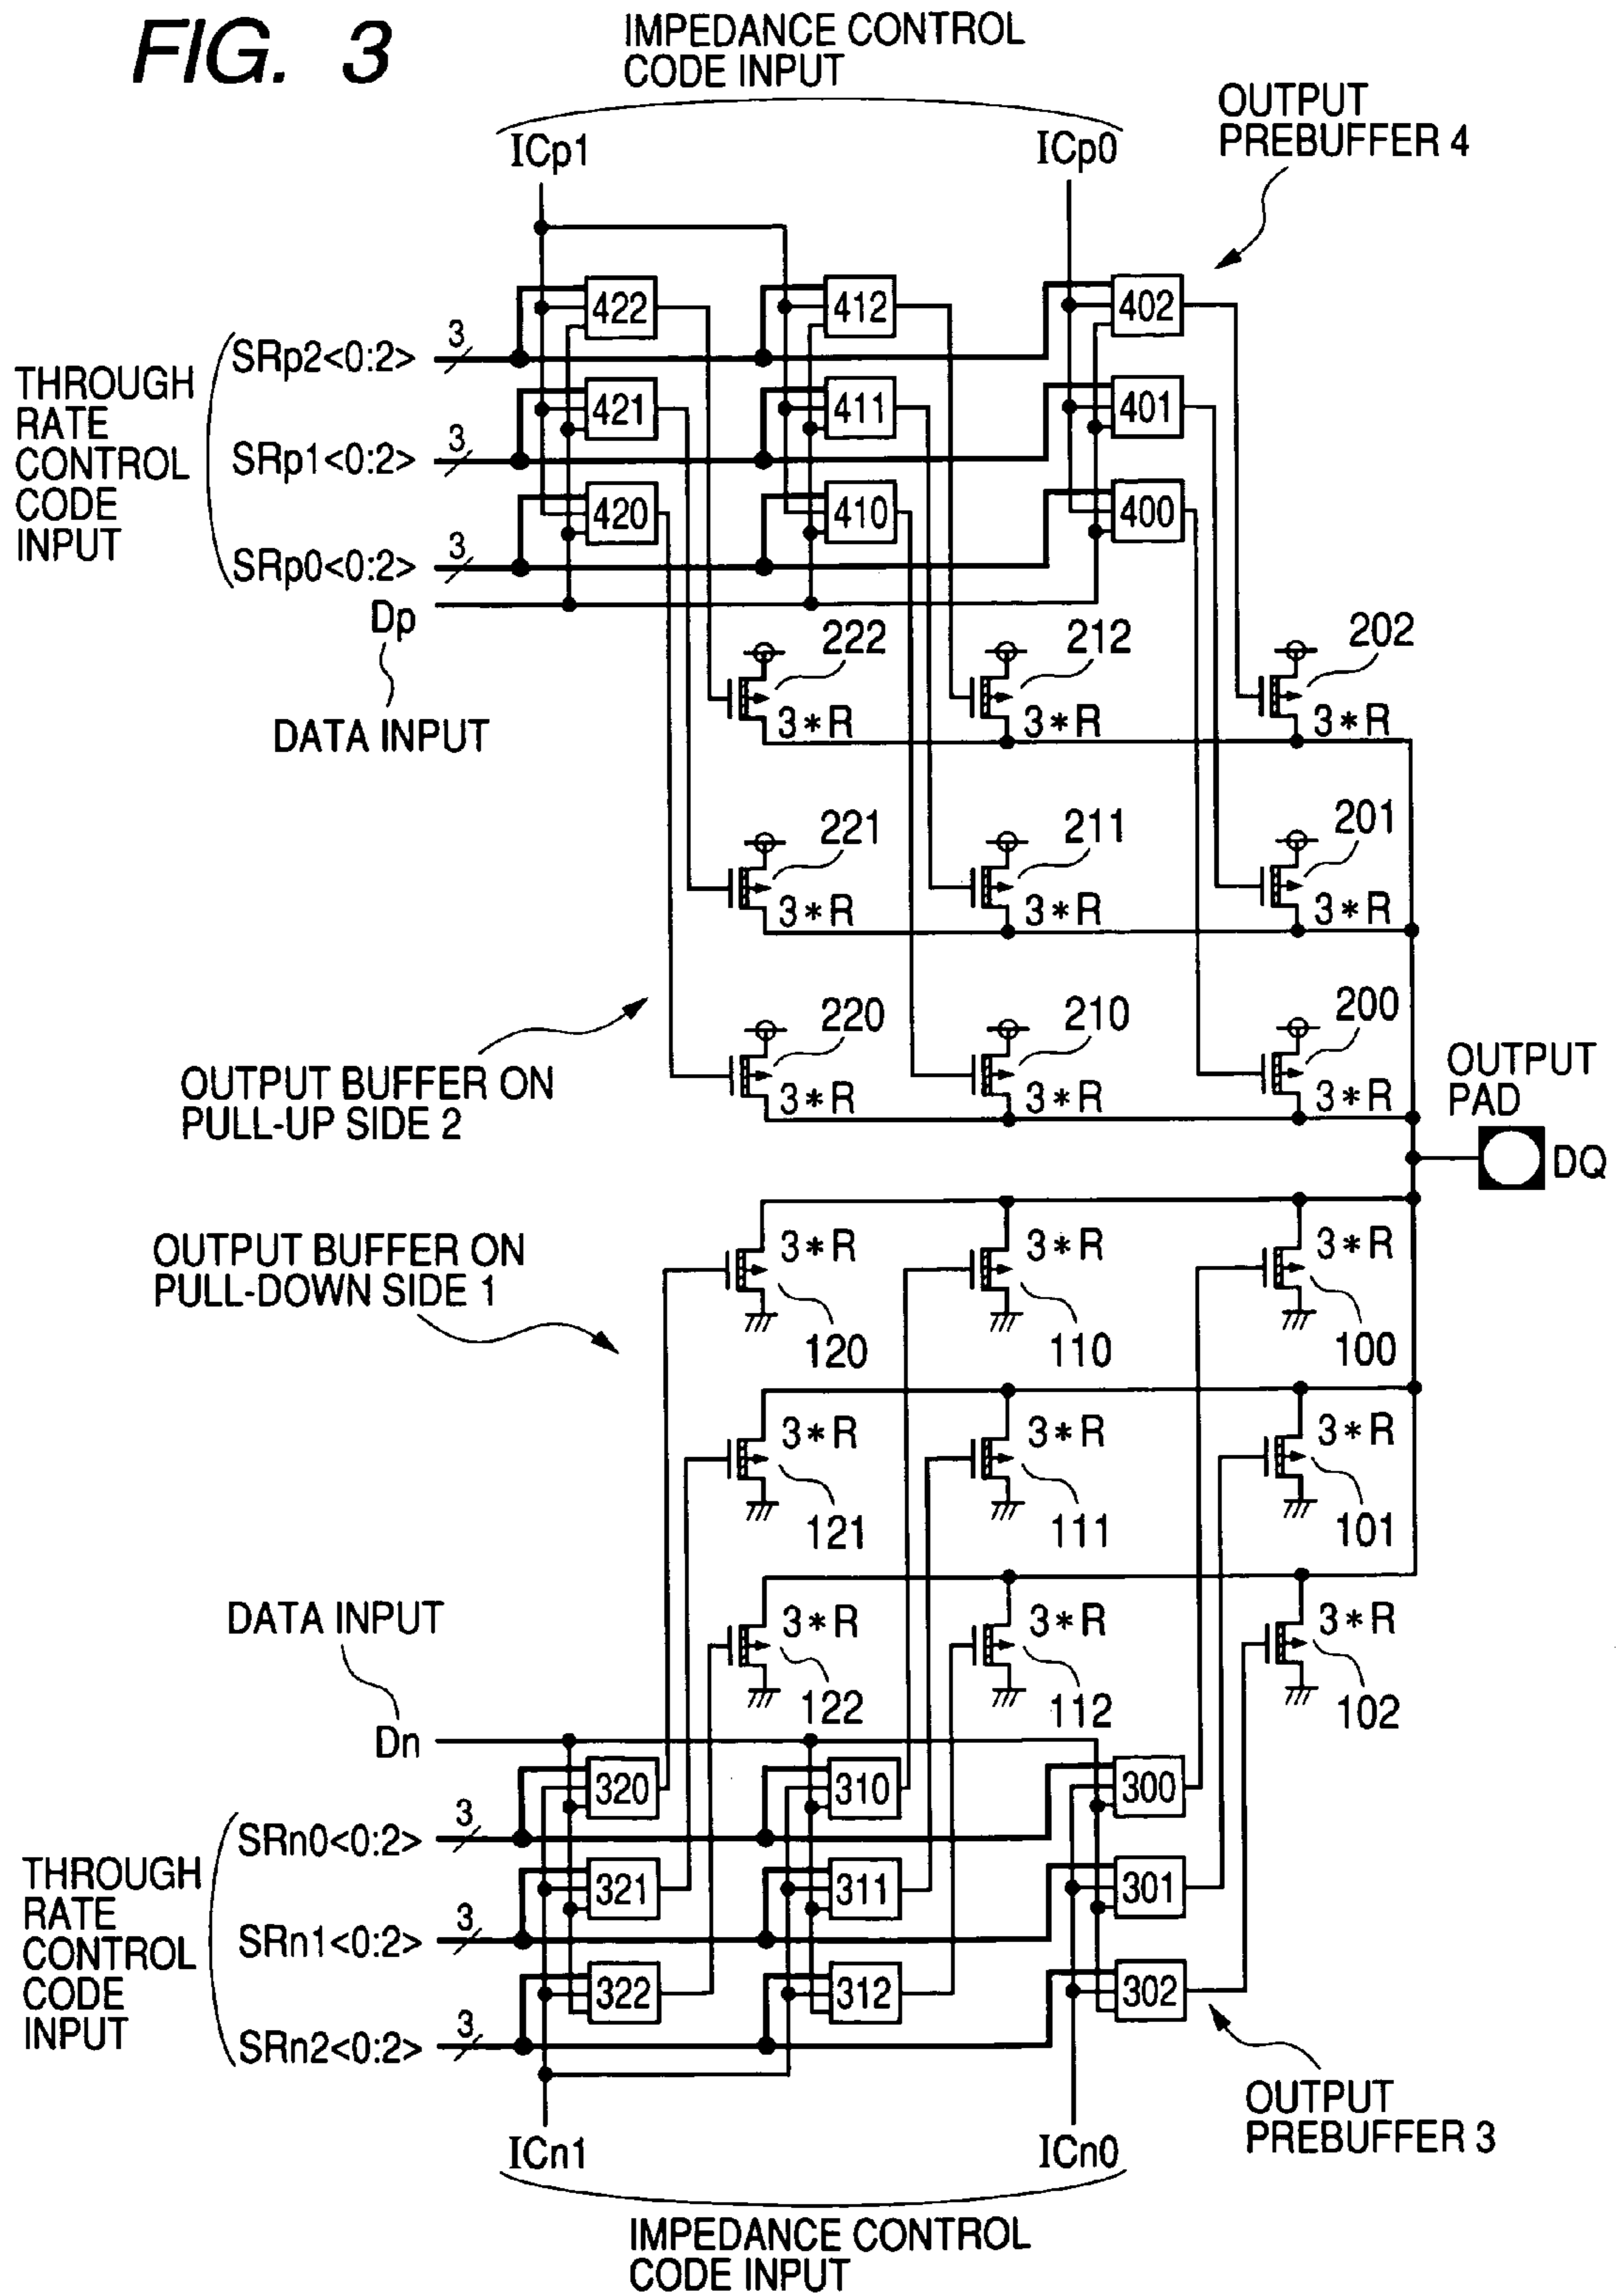 FIG. 3
IMPEDANCE CONTROL
CODE INPUT
OUTPUT
PREBUFFER 4
ICp1
ICp0
422
412
402
THROUGH
RATE
CONTROL
CODE
INPUT
SRp2<0:2>
3
421
411
401
SRp1<0:2>
3
420
410
400
SRp0<0:2>
3
Dp
DATA INPUT
222
212
202
3*R
3*R
3*R
221
211
201
3*R
3*R
3*R
220
210
200
3*R
3*R
3*R
OUTPUT BUFFER ON
PULL-UP SIDE 2
OUTPUT
PAD
DQ
OUTPUT BUFFER ON
PULL-DOWN SIDE 1
3*R
3*R
3*R
120
110
100
3*R
3*R
3*R
121
111
101
3*R
3*R
3*R
122
112
102
DATA INPUT
Dn
320
310
300
THROUGH
RATE
CONTROL
CODE
INPUT
SRn0<0:2>
3
321
311
301
SRn1<0:2>
3
322
312
302
SRn2<0:2>
3
ICn1
ICn0
OUTPUT
PREBUFFER 3
IMPEDANCE CONTROL
CODE INPUT